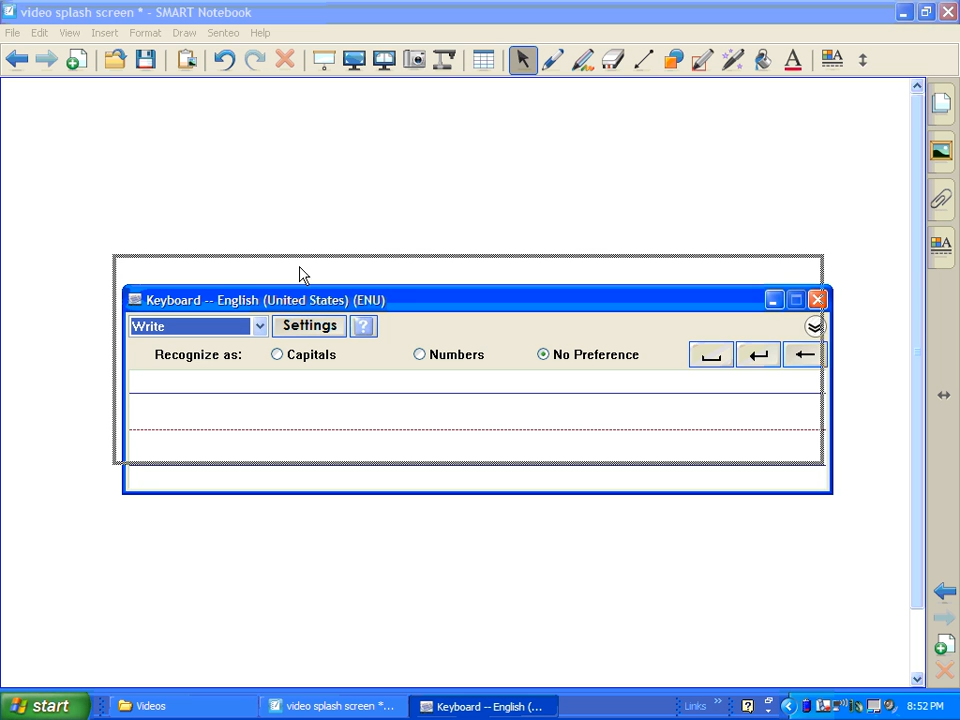 video splash screen * - SMART Notebook
File Edit View Insert Format Draw Senteo Help
Keyboard -- English (United States) (ENU)
Write Settings
Recognize as: Capitals Numbers No Preference
start Videos video splash screen *... Keyboard -- English (... Links 8:52 PM